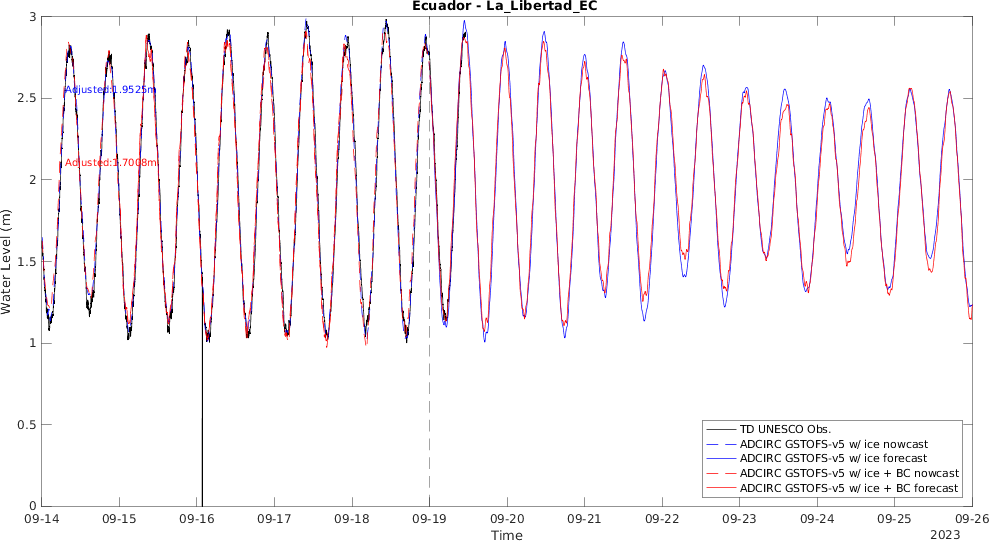 Ecuador - La_Libertad_EC
3
2.5
2
1.5
1
0.5
0
Water Level (m)
Adjusted:1.9525m
Adjusted:1.7008m
TD UNESCO Obs.
ADCIRC GSTOFS-v5 w/ ice nowcast
ADCIRC GSTOFS-v5 w/ ice forecast
ADCIRC GSTOFS-v5 w/ ice + BC nowcast
ADCIRC GSTOFS-v5 w/ ice + BC forecast
09-14 09-15 09-16 09-17 09-18 09-19 09-20 09-21 09-22 09-23 09-24 09-25 09-26
Time
2023